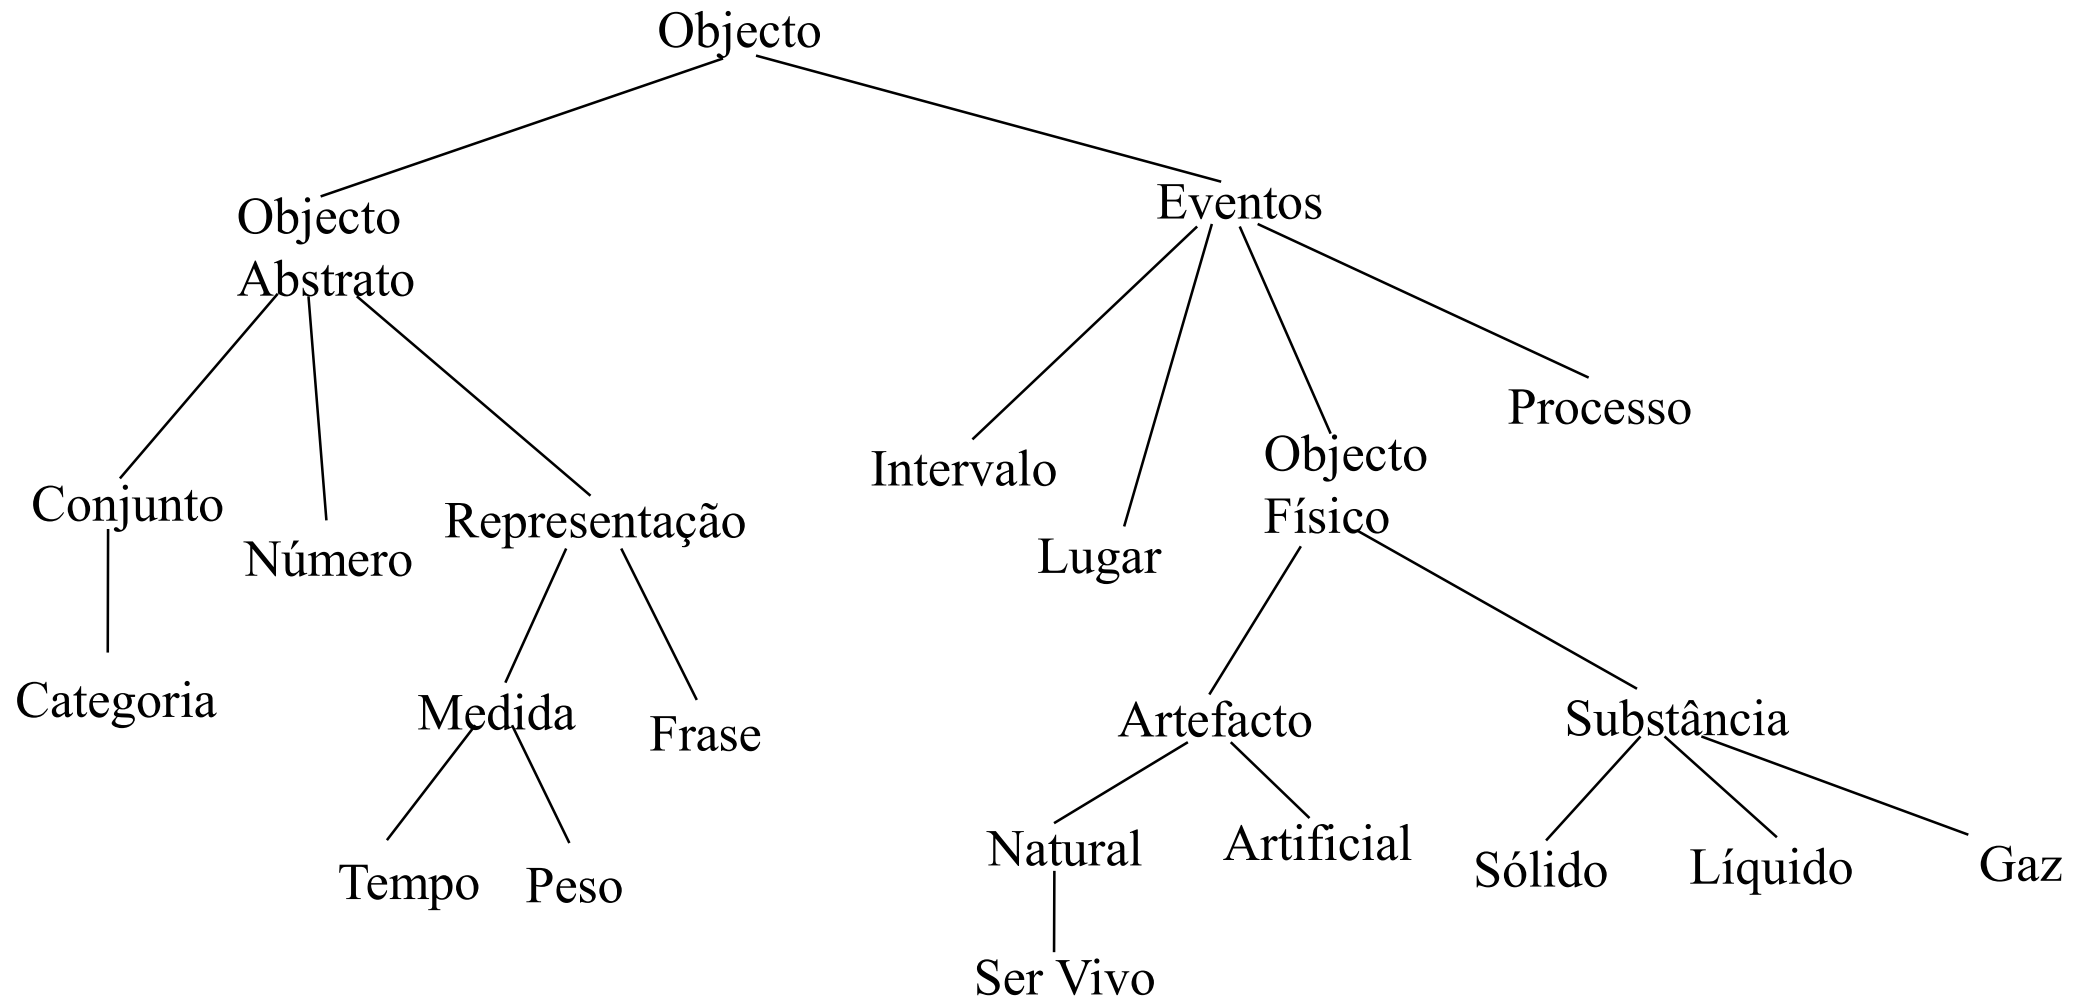 Objecto
Objecto
Abstrato
Eventos
Conjunto
Número
Representação
Intervalo
Lugar
Objecto
Físico
Processo
Categoria
Medida
Frase
Artefacto
Substância
Tempo
Peso
Natural
Artificial
Sólido
Líquido
Gaz
Ser Vivo